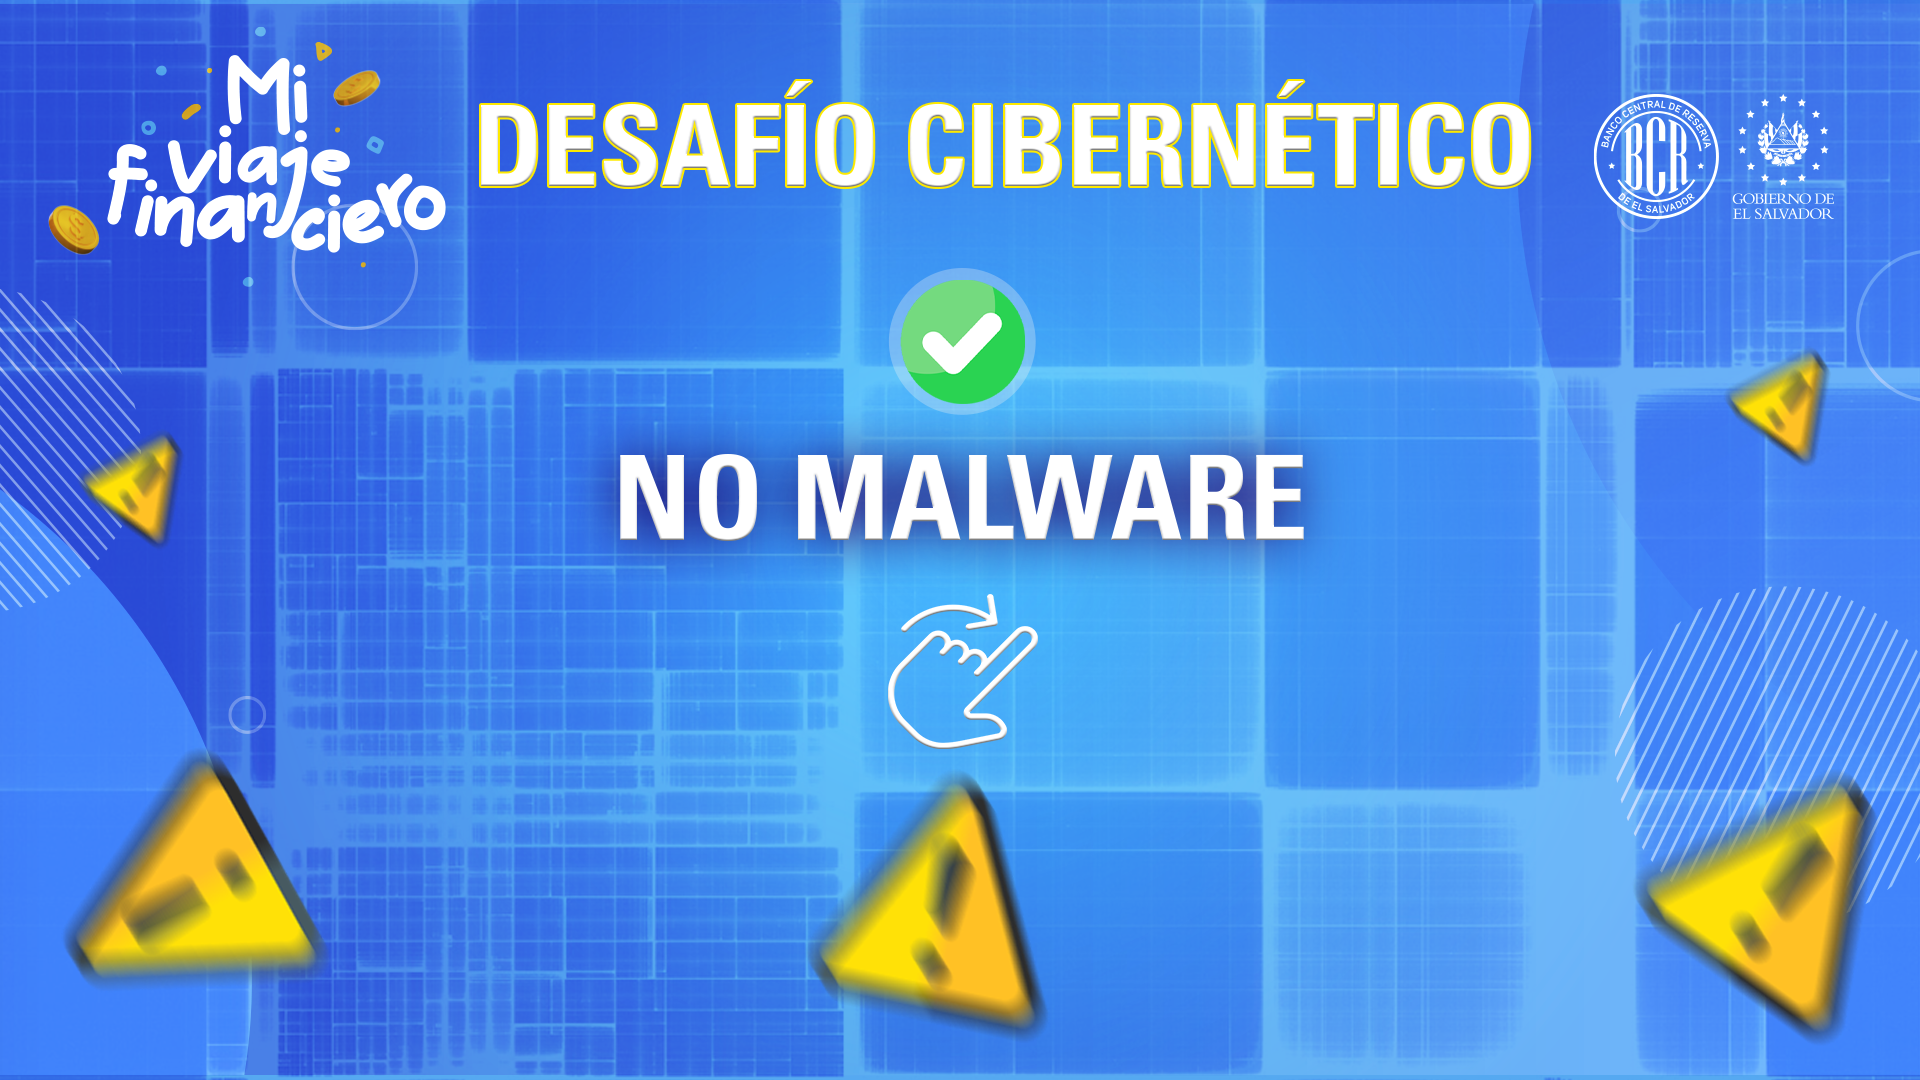 Mi
viaje
financiero
DESAFÍO CIBERNÉTICO
BANCO CENTRAL DE RESERVA
BCR
DE EL SALVADOR
GOBIERNO DE
EL SALVADOR
NO MALWARE